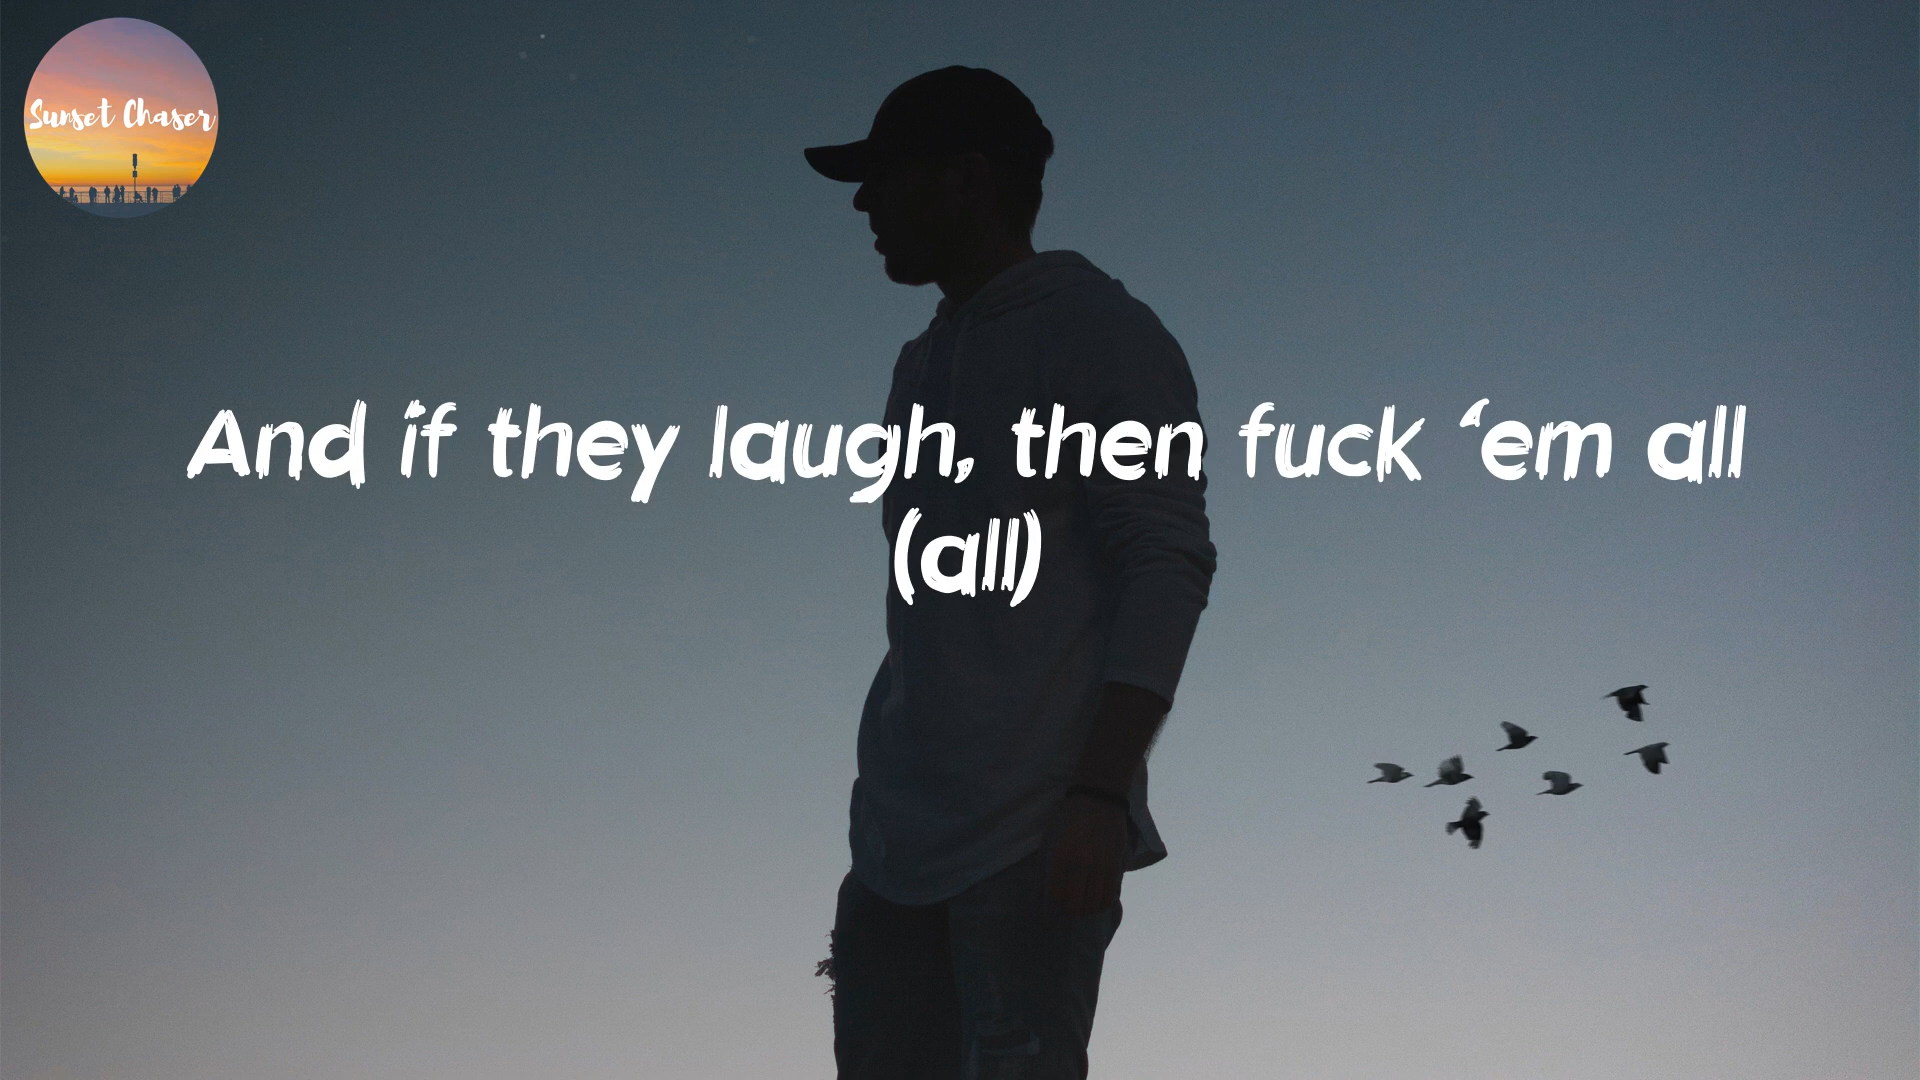 Sunset Chaser
And if they laugh, then fuck ‘em all
(all)